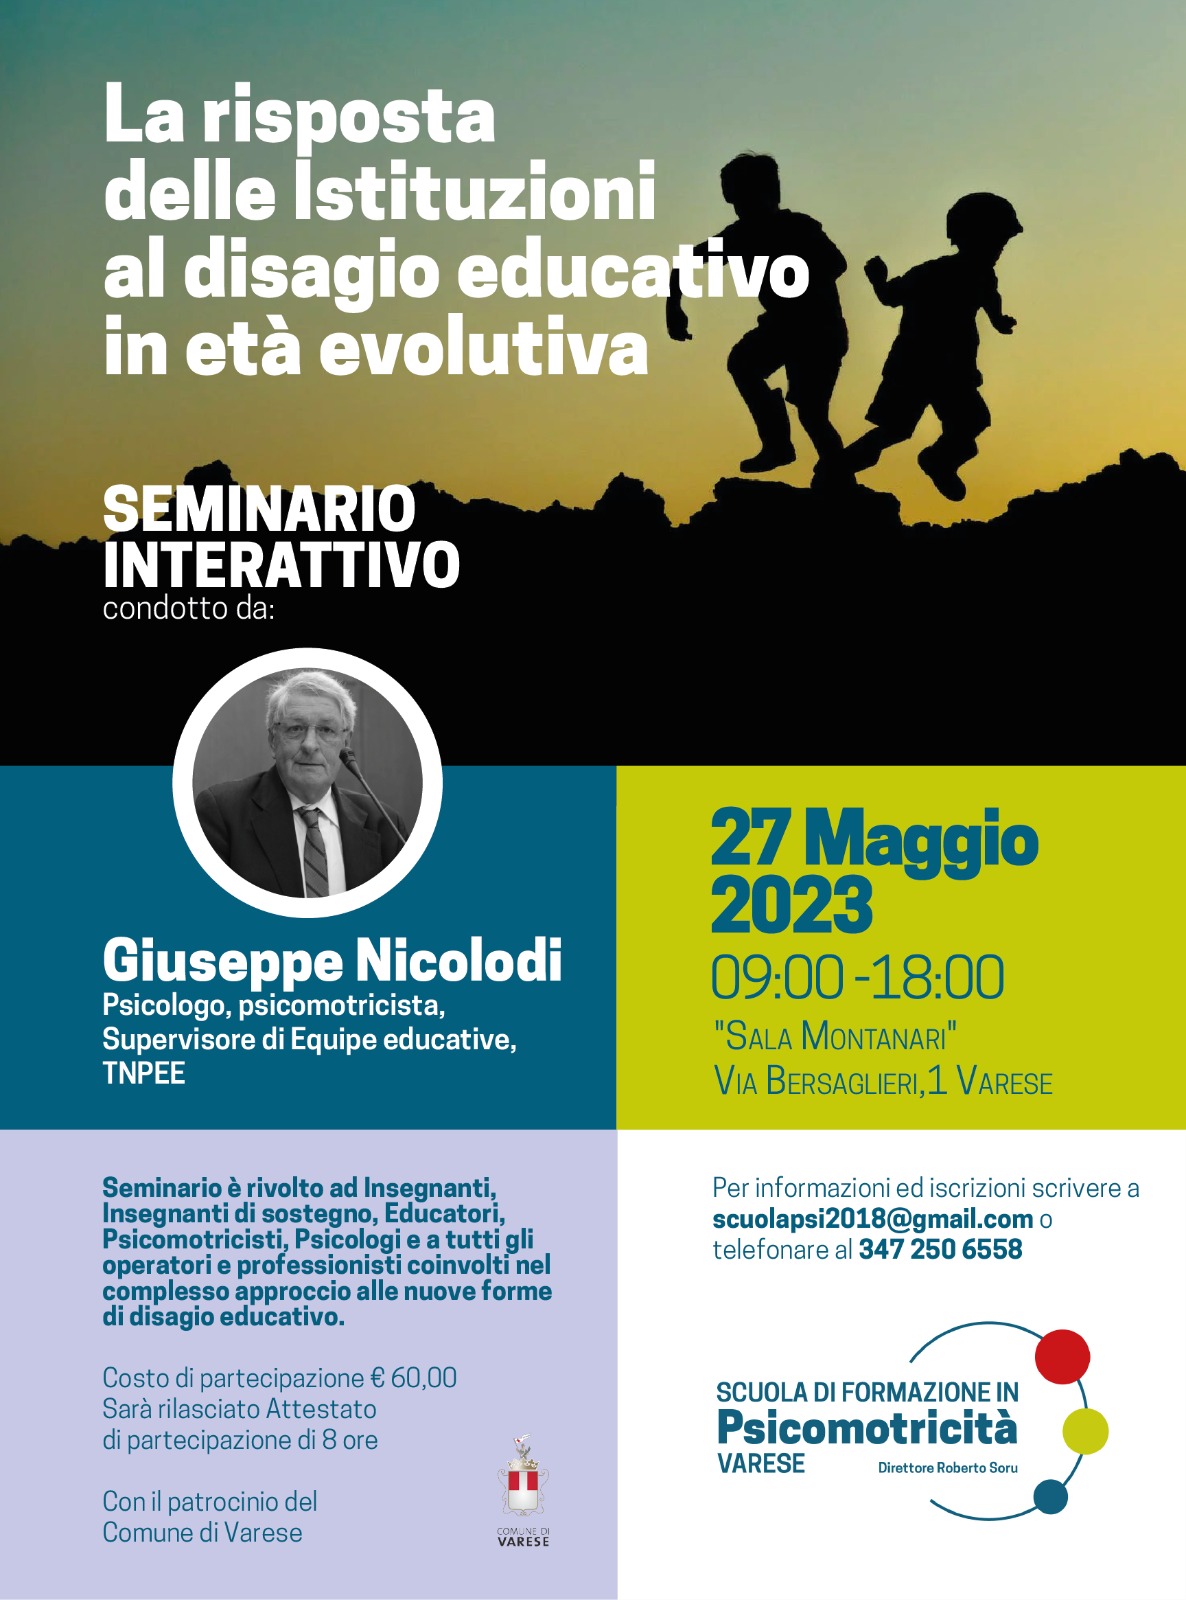 La risposta
delle Istituzioni
al disagio educativo
in età evolutiva
SEMINARIO
INTERATTIVO
condotto da:
Giuseppe Nicolodi
Psicologo, psicomotricista,
Supervisore di Equipe educative,
TNPEE
27 Maggio
2023
09:00 -18:00
"Sala Montanari"
Via Bersaglieri,1 Varese
Seminario è rivolto ad Insegnanti,
Insegnanti di sostegno, Educatori,
Psicomotricisti, Psicologi e a tutti gli
operatori e professionisti coinvolti nel
complesso approccio alle nuove forme
di disagio educativo.
Costo di partecipazione € 60,00
Sarà rilasciato Attestato
di partecipazione di 8 ore
Con il patrocinio del
Comune di Varese
COMUNE DI
VARESE
Per informazioni ed iscrizioni scrivere a
scuolapsi2018@gmail.com o
telefonare al 347 250 6558
SCUOLA DI FORMAZIONE IN
Psicomotricità
VARESE Direttore Roberto Soru